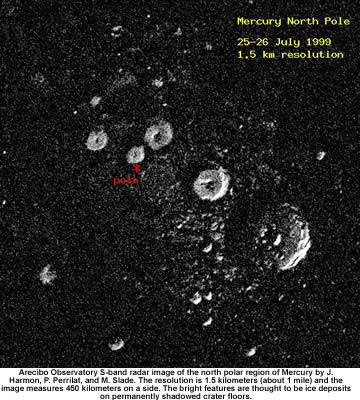 Mercury North Pole
25-26 July 1999
1.5 km resolution
pole
Arecibo Observatory S-band radar image of the north polar region of Mercury by J.
Harmon, P. Perrilat, and M. Slade. The resolution is 1.5 kilometers (about 1 mile) and the
image measures 450 kilometers on a side. The bright features are thought to be ice deposits
on permanently shadowed crater floors.